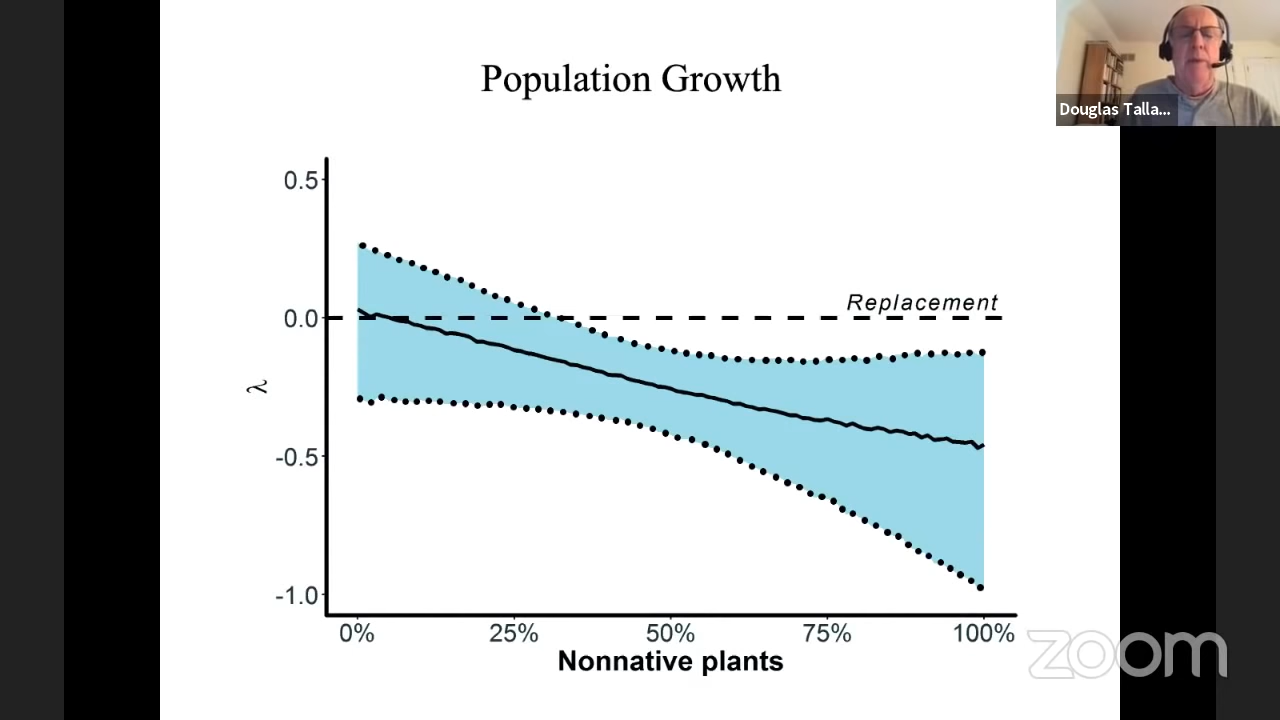 Population Growth
Douglas Talla...
0.5
Replacement
0.0
λ
-0.5
-1.0
0% 25% 50% 75% 100%
Nonnative plants
zoom